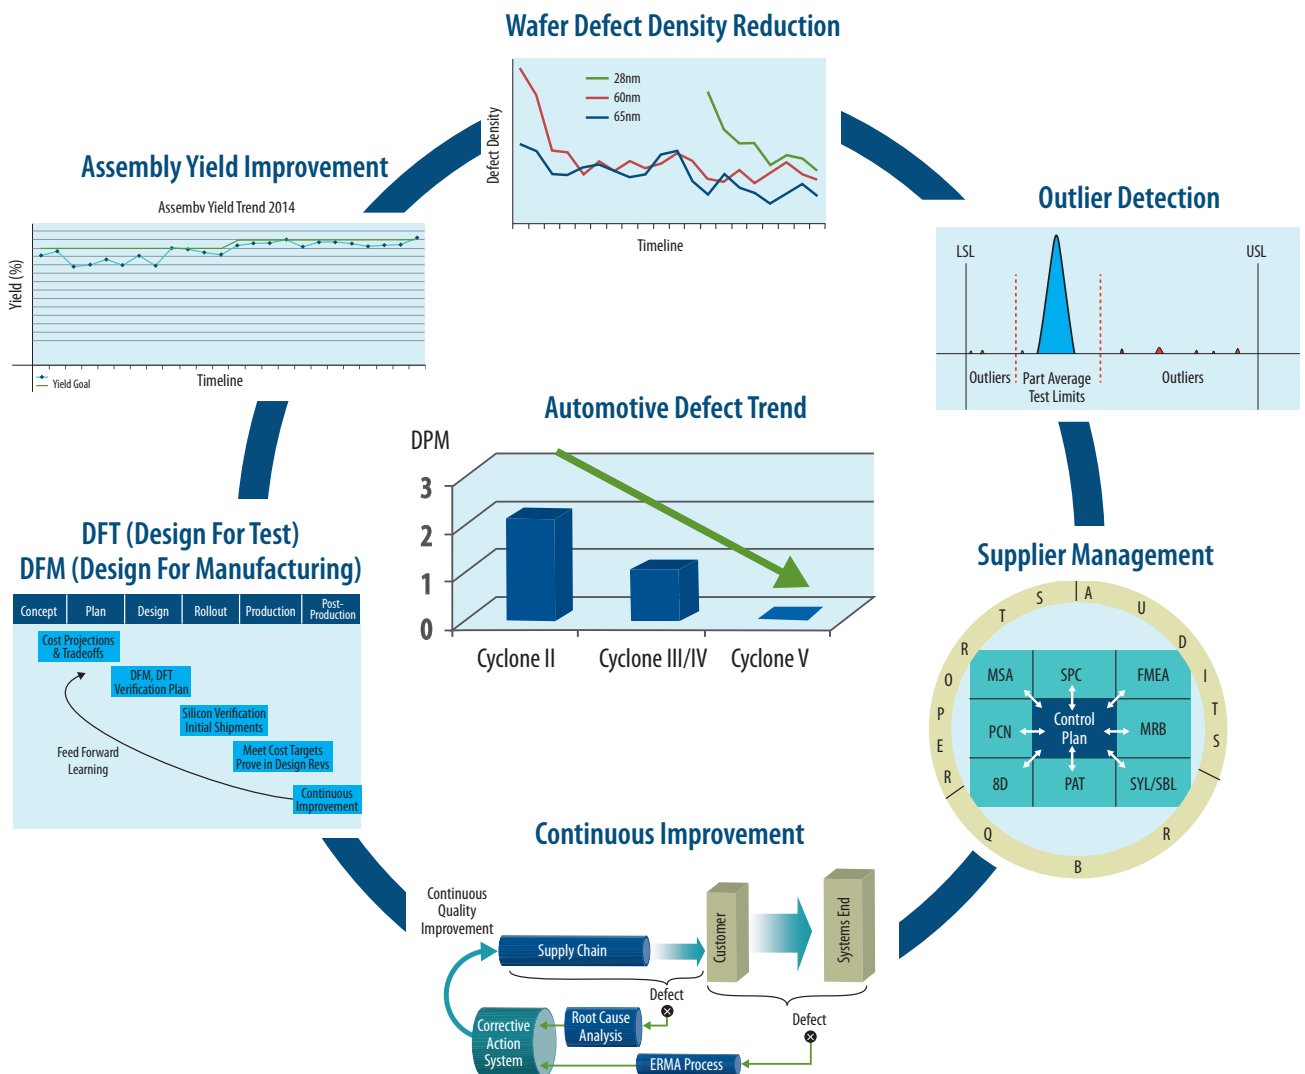 Wafer Defect Density Reduction
Defect Density
28nm
60nm
65nm
Timeline
Assembly Yield Improvement
Assemby Yield Trend 2014
Yield (%)
Yield Goal
Timeline
Outlier Detection
LSL
USL
Outliers
Part Average
Test Limits
Outliers
Automotive Defect Trend
DPM
3
2
1
0
Cyclone II
Cyclone III/IV
Cyclone V
DFT (Design For Test)
DFM (Design For Manufacturing)
Concept
Plan
Design
Rollout
Production
Post-
Production
Cost Projections
& Tradeoffs
DFM, DFT
Verification Plan
Silicon Verification
Initial Shipments
Meet Cost Targets
Prove in Design Revs
Continuous
Improvement
Feed Forward
Learning
Supplier Management
REPORTS
AUDITS
QBR
MSA
SPC
FMEA
PCN
Control
Plan
MRB
8D
PAT
SYL/SBL
Continuous Improvement
Continuous
Quality
Improvement
Supply Chain
Customer
Systems End
Defect
Defect
Root Cause
Analysis
Corrective
Action
System
ERMA Process